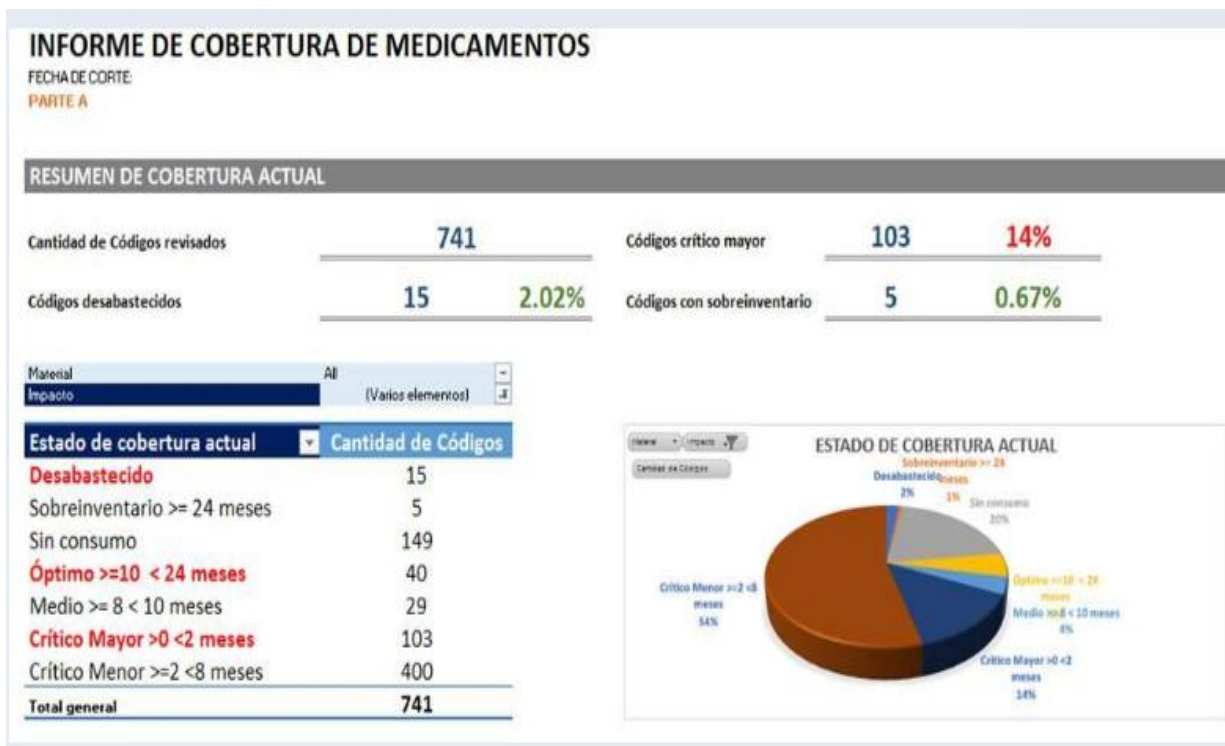 INFORME DE COBERTURA DE MEDICAMENTOS
FECHA DE CORTE:
PARTE A
RESUMEN DE COBERTURA ACTUAL
Cantidad de Códigos revisados 741 Códigos crítico mayor 103 14%
Códigos desabastecidos 15 2.02% Códigos con sobreinventario 5 0.67%
Material All
Impacto (Varios elementos)
Estado de cobertura actual Cantidad de Códigos
Desabastecido 15
Sobreinventario >= 24 meses 5
Sin consumo 149
Óptimo >=10 < 24 meses 40
Medio >= 8 < 10 meses 29
Crítico Mayor >0 <2 meses 103
Crítico Menor >=2 <8 meses 400
Total general 741
Material Impacto
Cantidad de Códigos
ESTADO DE COBERTURA ACTUAL
Sobreinventario >= 24
meses
1%
Desabastecido
2%
Sin consumo
20%
Óptimo >=10 < 24
meses
Medio >= 8 < 10 meses
4%
Crítico Mayor >0 <2
meses
14%
Crítico Menor >=2 <8
meses
54%